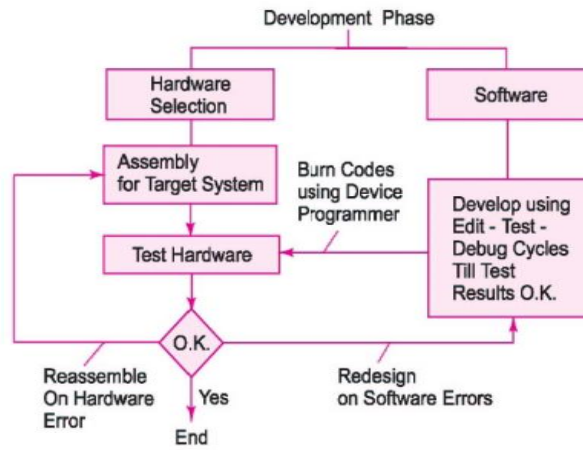 Development Phase
Hardware
Selection
Software
Assembly
for Target System
Burn Codes
using Device
Programmer
Develop using
Edit - Test -
Debug Cycles
Till Test
Results O.K.
Test Hardware
O.K.
Reassemble
On Hardware
Error
Yes
Redesign
on Software Errors
End